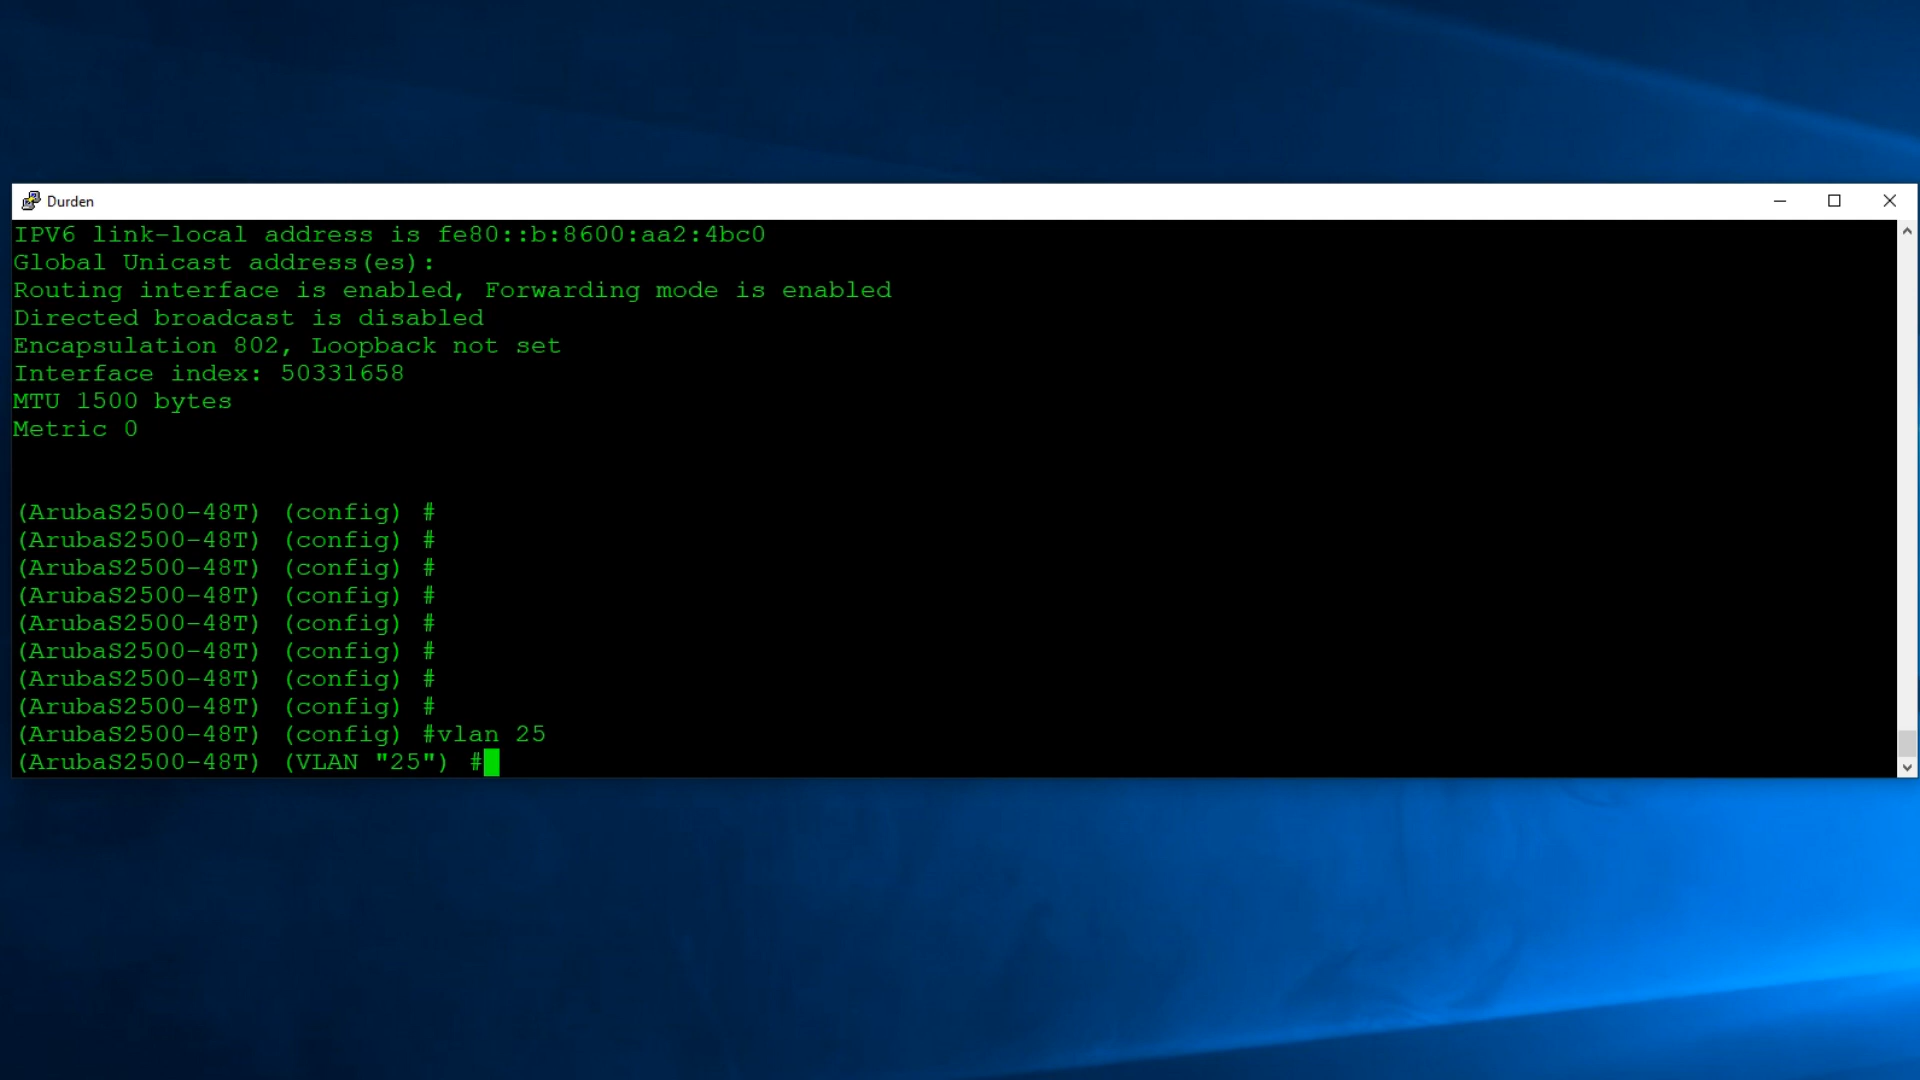 Durden
IPV6 link-local address is fe80::b:8600:aa2:4bc0
Global Unicast address(es):
Routing interface is enabled, Forwarding mode is enabled
Directed broadcast is disabled
Encapsulation 802, Loopback not set
Interface index: 50331658
MTU 1500 bytes
Metric 0
(ArubaS2500-48T) (config) #
(ArubaS2500-48T) (config) #
(ArubaS2500-48T) (config) #
(ArubaS2500-48T) (config) #
(ArubaS2500-48T) (config) #
(ArubaS2500-48T) (config) #
(ArubaS2500-48T) (config) #
(ArubaS2500-48T) (config) #
(ArubaS2500-48T) (config) #vlan 25
(ArubaS2500-48T) (VLAN "25") #